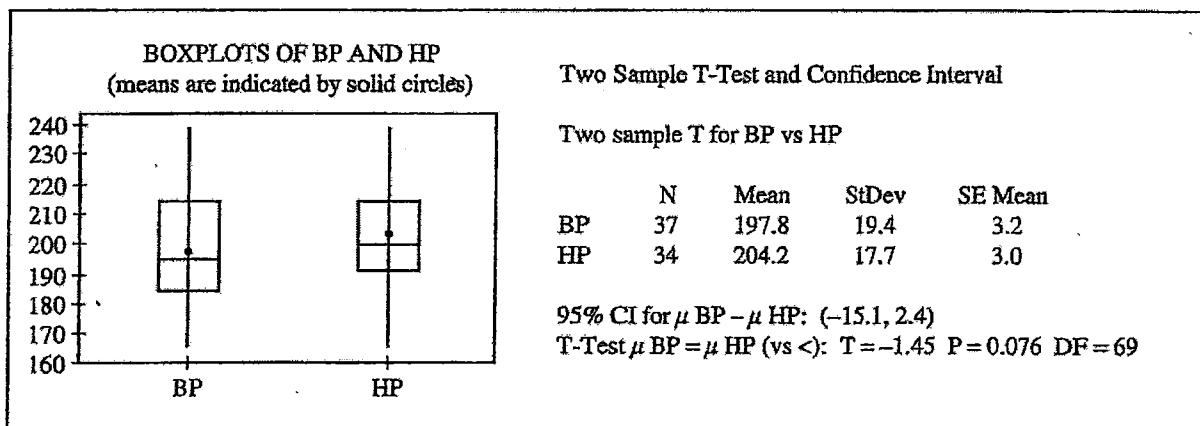 BOXPLOTS OF BP AND HP
(means are indicated by solid circles)
240
230
220
210
200
190
180
170
160
BP
HP
Two Sample T-Test and Confidence Interval
Two sample T for BP vs HP
N Mean StDev SE Mean
BP 37 197.8 19.4 3.2
HP 34 204.2 17.7 3.0
95% CI for μ BP – μ HP: (–15.1, 2.4)
T-Test μ BP = μ HP (vs <): T = –1.45 P = 0.076 DF = 69